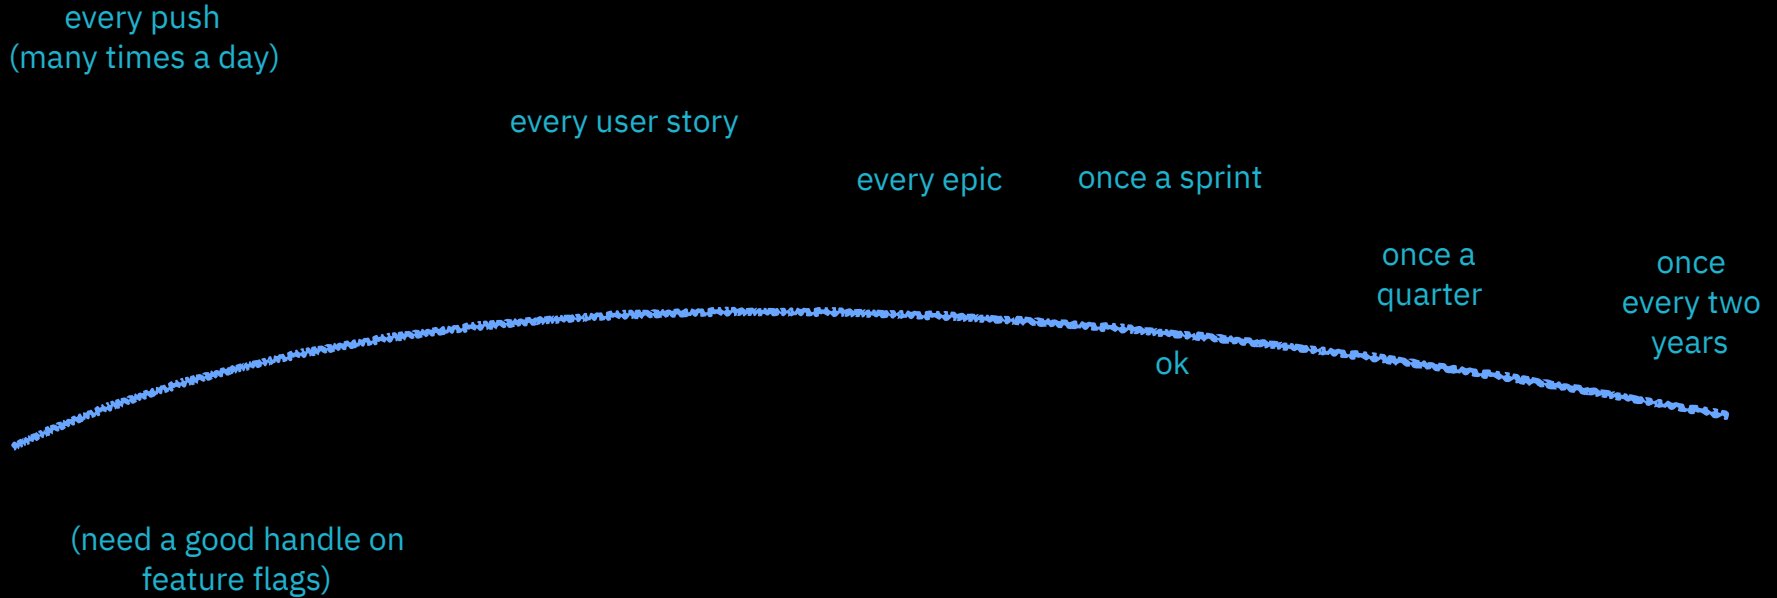 every push
(many times a day)
every user story
every epic
once a sprint
once a
quarter
once
every two
years
ok
(need a good handle on
feature flags)